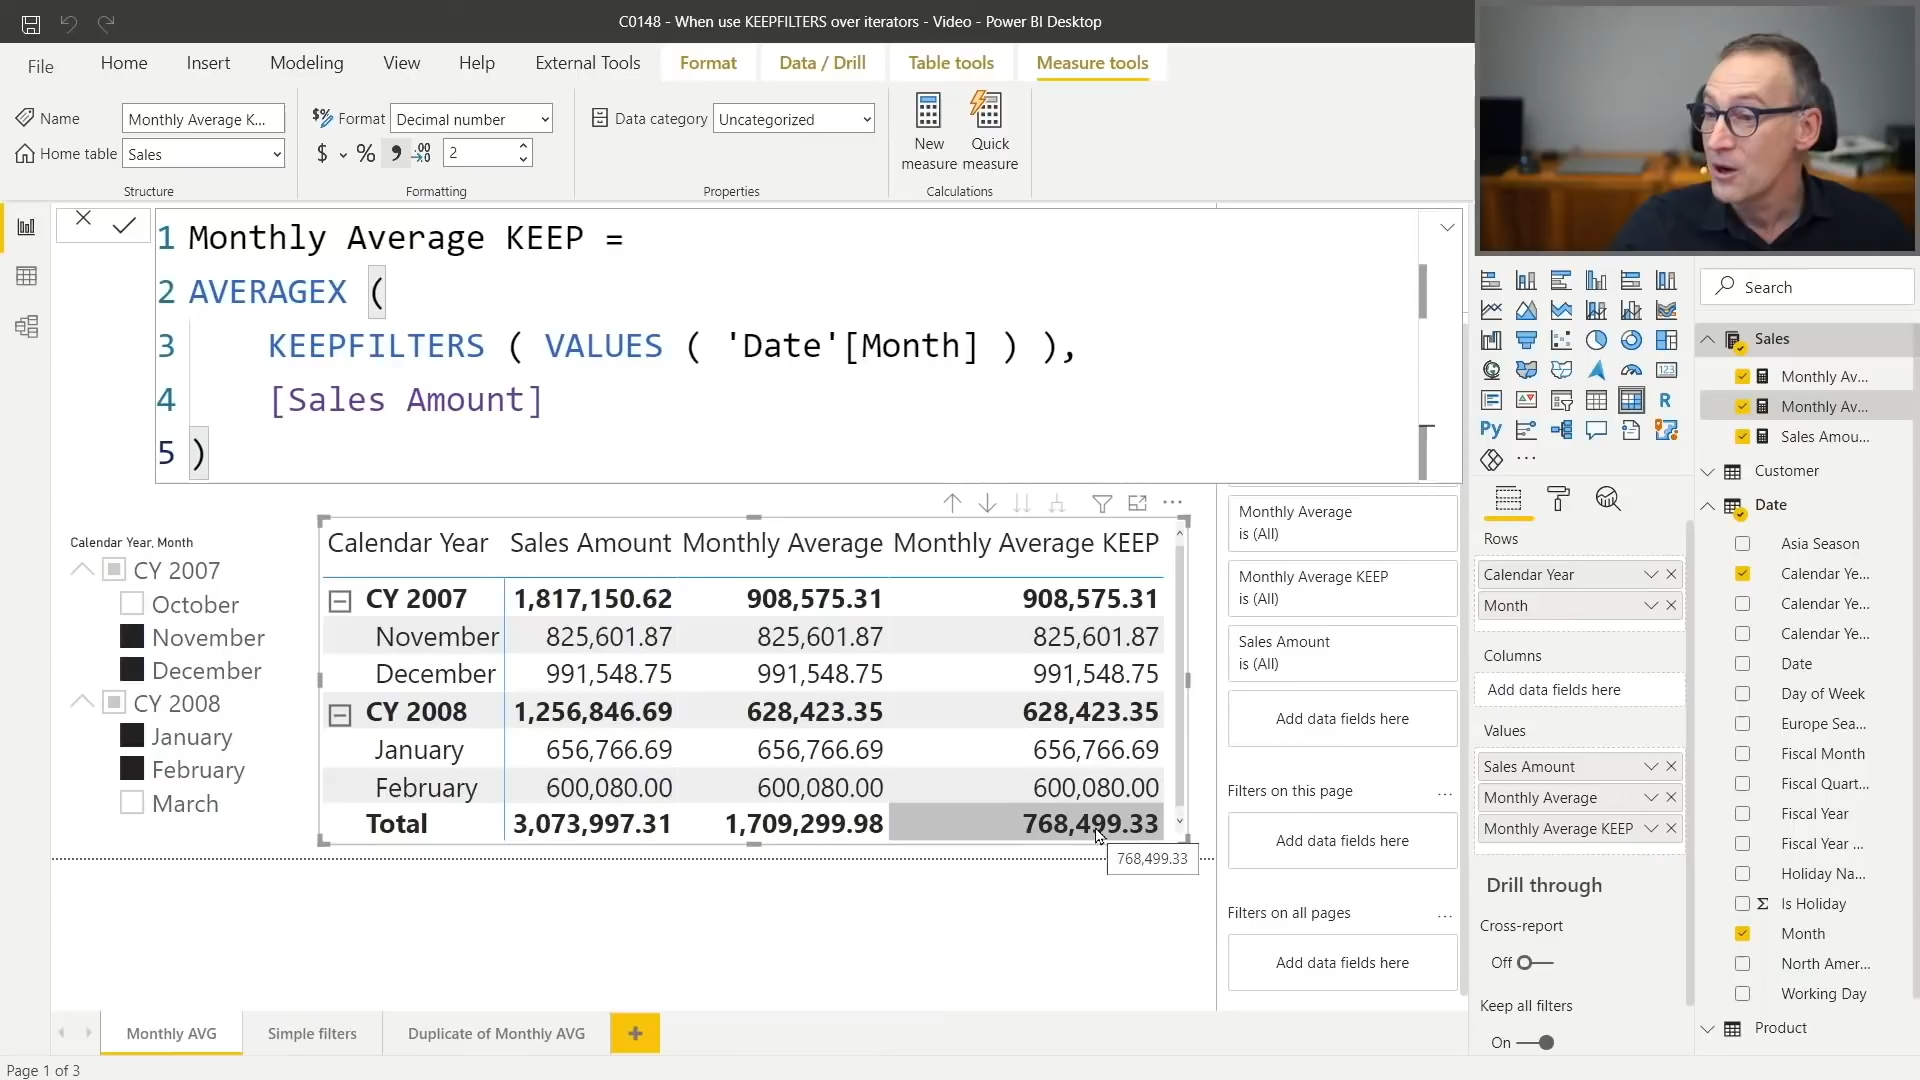 C0148 - When use KEEPFILTERS over iterators - Video - Power BI Desktop
File Home Insert Modeling View Help External Tools Format Data / Drill Table tools Measure tools
Name Monthly Average K...
Home table Sales
Structure
$% Format Decimal number
$ % 9 .00 →.0 2
Formatting
Data category Uncategorized
Properties
New measure
Quick measure
Calculations
1 Monthly Average KEEP =
2 AVERAGEX (
3 KEEPFILTERS ( VALUES ( 'Date'[Month] ) ),
4 [Sales Amount]
5 )
Calendar Year, Month
CY 2007
October
November
December
CY 2008
January
February
March
Calendar Year Sales Amount Monthly Average Monthly Average KEEP
CY 2007 1,817,150.62 908,575.31 908,575.31
November 825,601.87 825,601.87 825,601.87
December 991,548.75 991,548.75 991,548.75
CY 2008 1,256,846.69 628,423.35 628,423.35
January 656,766.69 656,766.69 656,766.69
February 600,080.00 600,080.00 600,080.00
Total 3,073,997.31 1,709,299.98 768,499.33
768,499.33
Monthly Average
is (All)
Monthly Average KEEP
is (All)
Sales Amount
is (All)
Add data fields here
Filters on this page ...
Add data fields here
Filters on all pages ...
Add data fields here
123
R
Py
...
Rows
Calendar Year
Month
Columns
Add data fields here
Values
Sales Amount
Monthly Average
Monthly Average KEEP
Drill through
Cross-report
Off
Keep all filters
On
Search
Sales
Monthly Av...
Monthly Av...
Sales Amou...
Customer
Date
Asia Season
Calendar Ye...
Calendar Ye...
Calendar Ye...
Date
Day of Week
Europe Sea...
Fiscal Month
Fiscal Quart...
Fiscal Year
Fiscal Year ...
Holiday Na...
Σ Is Holiday
Month
North Amer...
Working Day
Product
Monthly AVG Simple filters Duplicate of Monthly AVG +
Page 1 of 3